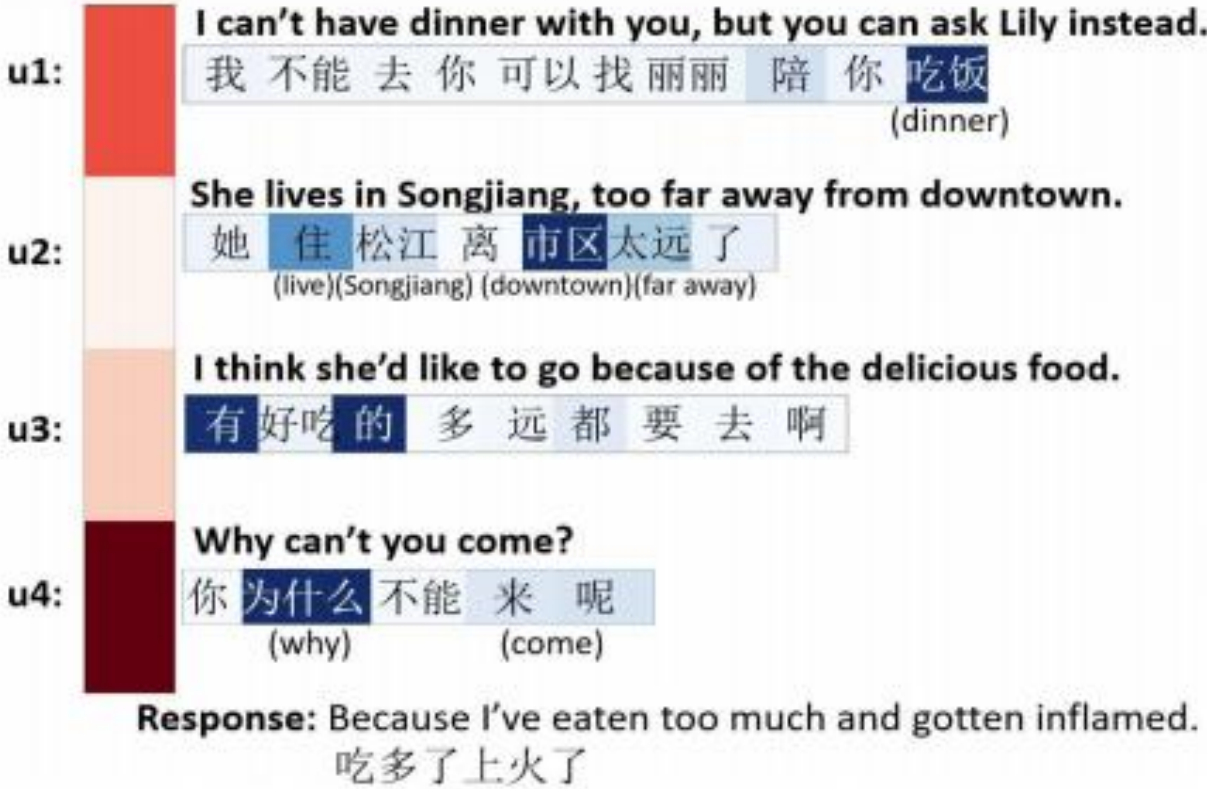 I can't have dinner with you, but you can ask Lily instead.
u1: 我 不能 去 你 可以 找 丽丽 陪 你 吃饭
(dinner)
She lives in Songjiang, too far away from downtown.
u2: 她 住 松江 离 市区 太远 了
(live)(Songjiang) (downtown)(far away)
I think she'd like to go because of the delicious food.
u3: 有 好吃 的 多 远 都 要 去 啊
Why can't you come?
u4: 你 为什么 不能 来 呢
(why) (come)
Response: Because I've eaten too much and gotten inflamed.
吃多了上火了